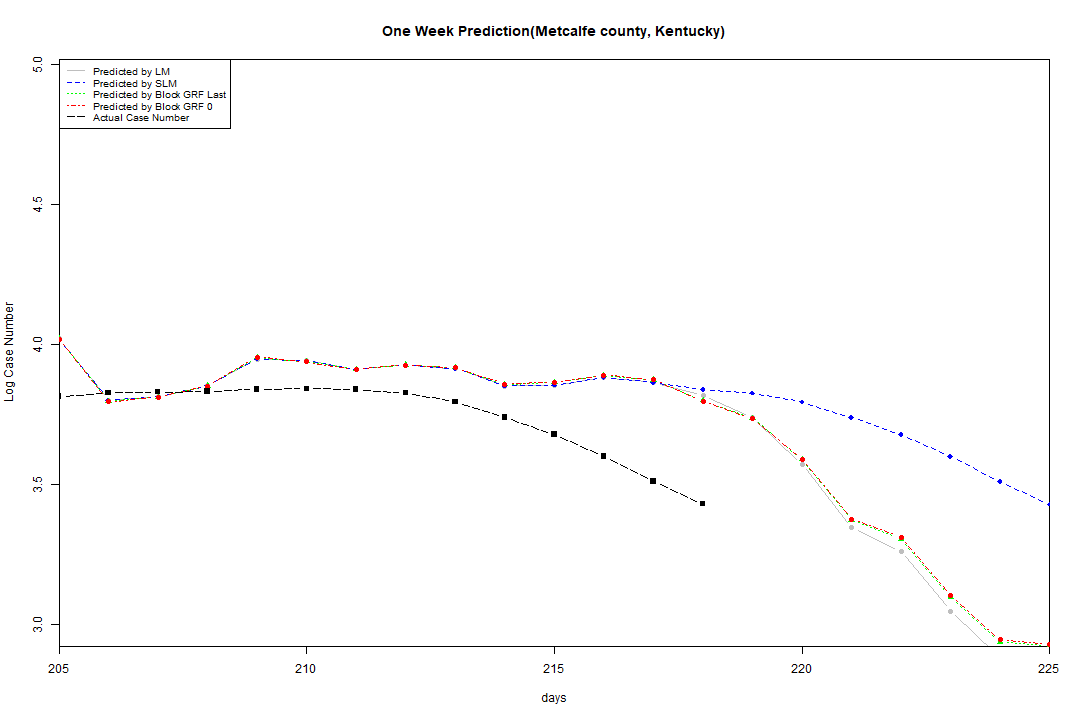 One Week Prediction(Metcalfe county, Kentucky)
Predicted by LM
Predicted by SLM
Predicted by Block GRF Last
Predicted by Block GRF 0
Actual Case Number
Log Case Number
5.0
4.5
4.0
3.5
3.0
205 210 215 220 225
days